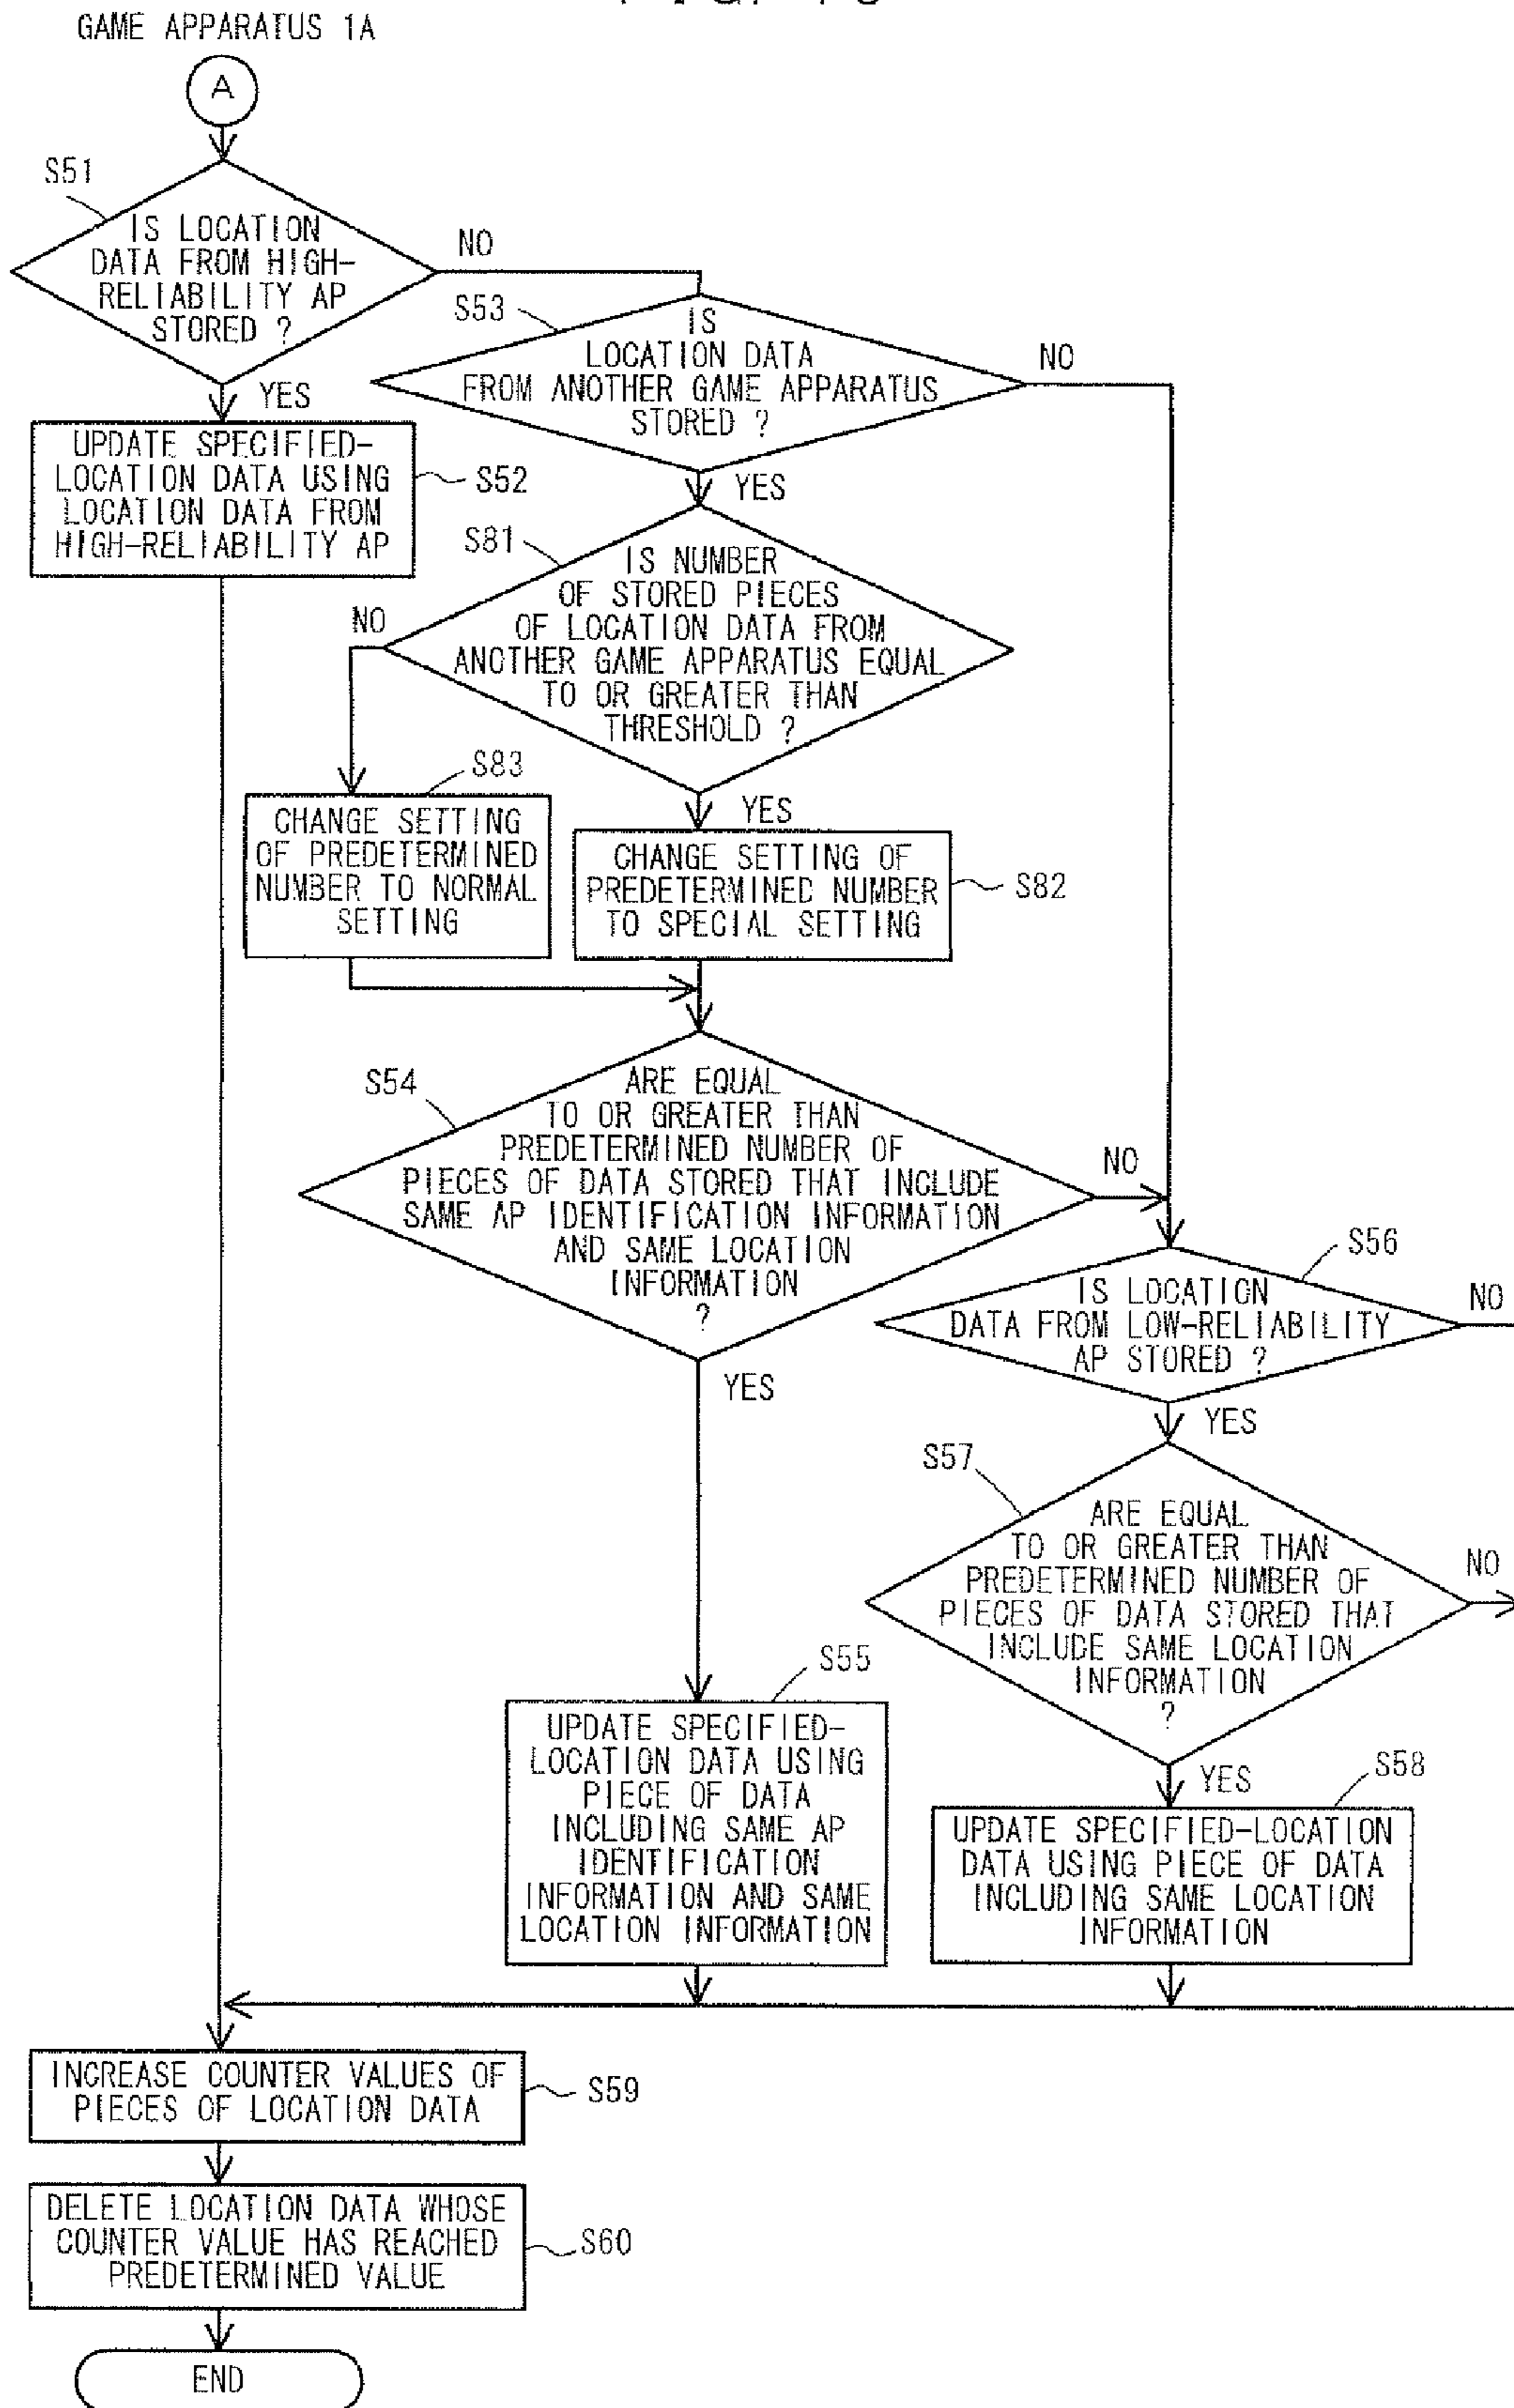 GAME APPARATUS 1A
A
S51
IS LOCATION
DATA FROM HIGH-
RELIABILITY AP
STORED ?
NO
YES
UPDATE SPECIFIED-
LOCATION DATA USING
LOCATION DATA FROM
HIGH-RELIABILITY AP
S52
S53
IS
LOCATION DATA
FROM ANOTHER GAME APPARATUS
STORED ?
NO
YES
S81
IS NUMBER
OF STORED PIECES
OF LOCATION DATA FROM
ANOTHER GAME APPARATUS EQUAL
TO OR GREATER THAN
THRESHOLD ?
NO
YES
S83
CHANGE SETTING
OF PREDETERMINED
NUMBER TO NORMAL
SETTING
CHANGE SETTING OF
PREDETERMINED NUMBER
TO SPECIAL SETTING
S82
S54
ARE EQUAL
TO OR GREATER THAN
PREDETERMINED NUMBER OF
PIECES OF DATA STORED THAT INCLUDE
SAME AP IDENTIFICATION INFORMATION
AND SAME LOCATION
INFORMATION
?
NO
YES
S56
IS LOCATION
DATA FROM LOW-RELIABILITY
AP STORED ?
NO
YES
S57
ARE EQUAL
TO OR GREATER THAN
PREDETERMINED NUMBER OF
PIECES OF DATA STORED THAT
INCLUDE SAME LOCATION
INFORMATION
?
NO
YES
S55
UPDATE SPECIFIED-
LOCATION DATA USING
PIECE OF DATA
INCLUDING SAME AP
IDENTIFICATION
INFORMATION AND SAME
LOCATION INFORMATION
S58
UPDATE SPECIFIED-LOCATION
DATA USING PIECE OF DATA
INCLUDING SAME LOCATION
INFORMATION
INCREASE COUNTER VALUES OF
PIECES OF LOCATION DATA
S59
DELETE LOCATION DATA WHOSE
COUNTER VALUE HAS REACHED
PREDETERMINED VALUE
S60
END